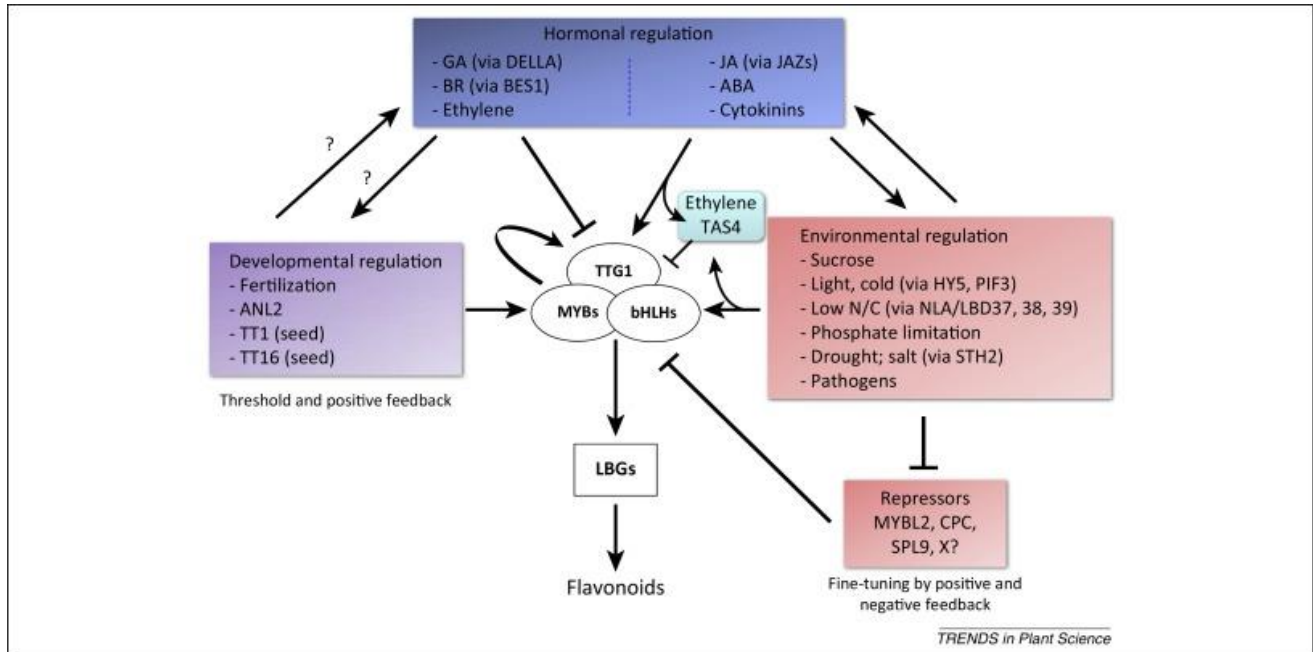 Hormonal regulation
- GA (via DELLA)
- BR (via BES1)
- Ethylene
- JA (via JAZs)
- ABA
- Cytokinins
?
?
Ethylene
TAS4
Developmental regulation
- Fertilization
- ANL2
- TT1 (seed)
- TT16 (seed)
Threshold and positive feedback
TTG1
MYBs
bHLHs
Environmental regulation
- Sucrose
- Light, cold (via HY5, PIF3)
- Low N/C (via NLA/LBD37, 38, 39)
- Phosphate limitation
- Drought; salt (via STH2)
- Pathogens
LBGs
Flavonoids
Repressors
MYBL2, CPC,
SPL9, X?
Fine-tuning by positive and
negative feedback
TRENDS in Plant Science